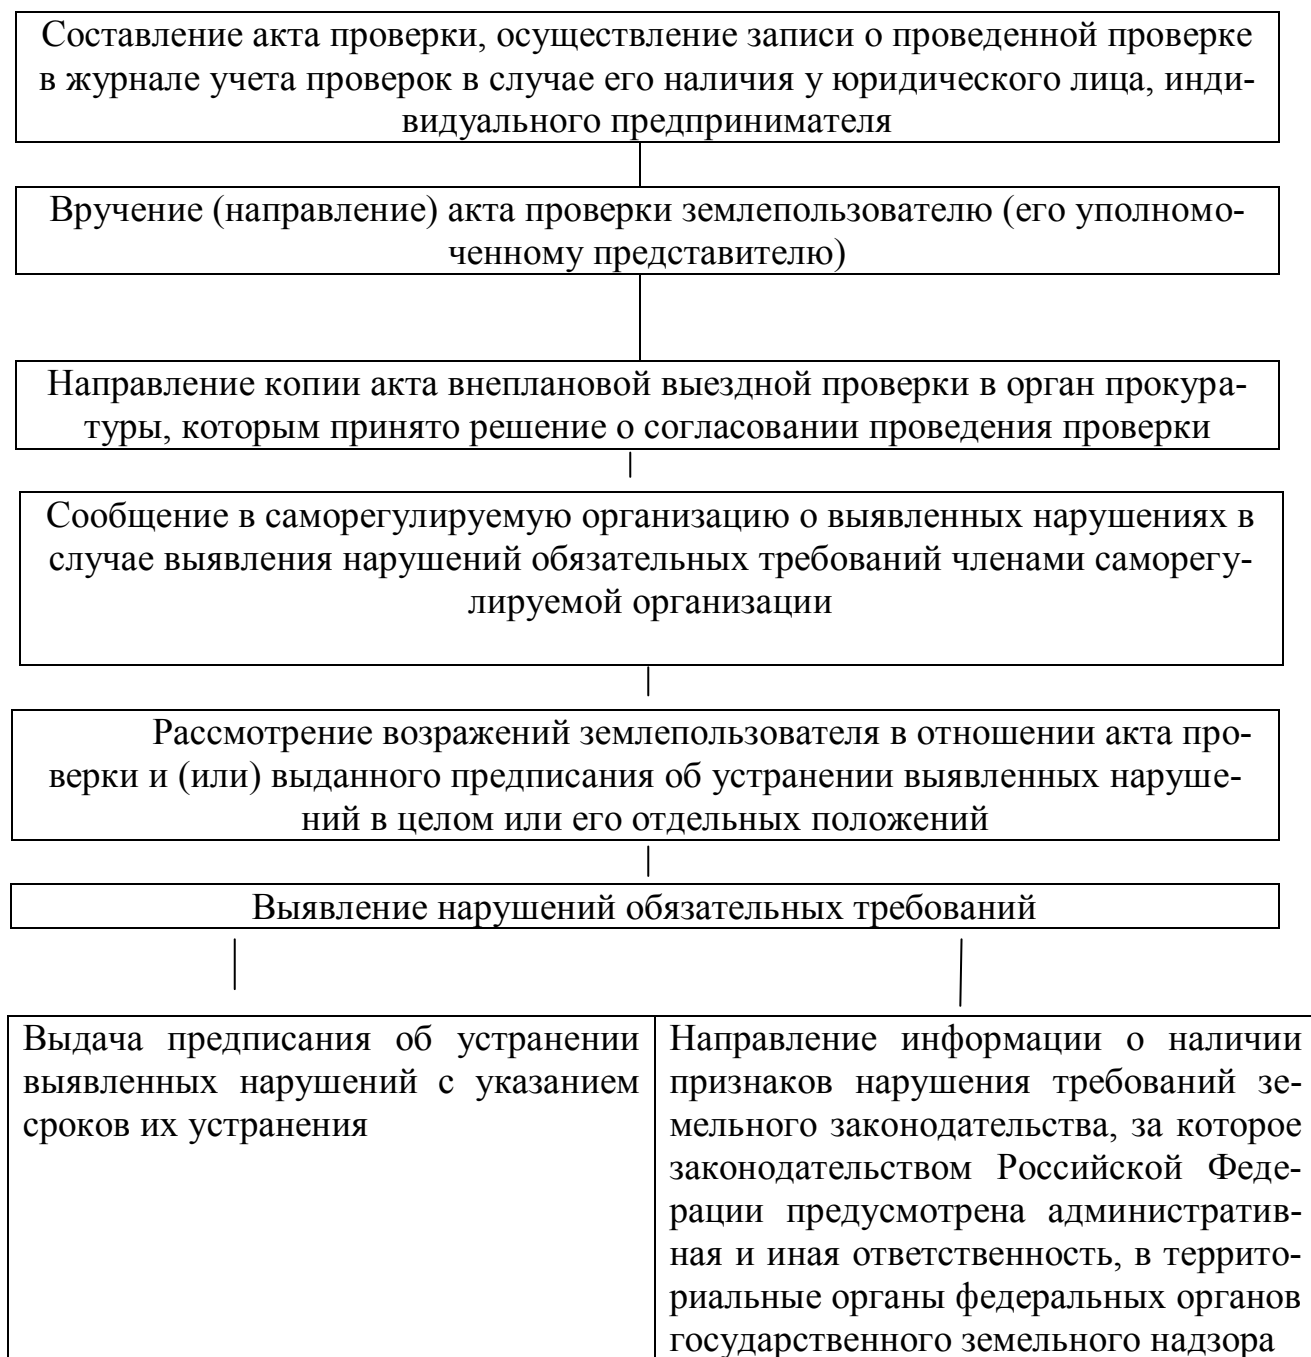 Составление акта проверки, осуществление записи о проведенной проверке
в журнале учета проверок в случае его наличия у юридического лица, инди-
видуального предпринимателя
Вручение (направление) акта проверки землепользователю (его уполномо-
ченному представителю)
Направление копии акта внеплановой выездной проверки в орган прокура-
туры, которым принято решение о согласовании проведения проверки
Сообщение в саморегулируемую организацию о выявленных нарушениях в
случае выявления нарушений обязательных требований членами саморегу-
лируемой организации
Рассмотрение возражений землепользователя в отношении акта про-
верки и (или) выданного предписания об устранении выявленных наруше-
ний в целом или его отдельных положений
Выявление нарушений обязательных требований
Выдача предписания об устранении
выявленных нарушений с указанием
сроков их устранения
Направление информации о наличии
признаков нарушения требований зе-
мельного законодательства, за которое
законодательством Российской Феде-
рации предусмотрена административ-
ная и иная ответственность, в террито-
риальные органы федеральных органов
государственного земельного надзора